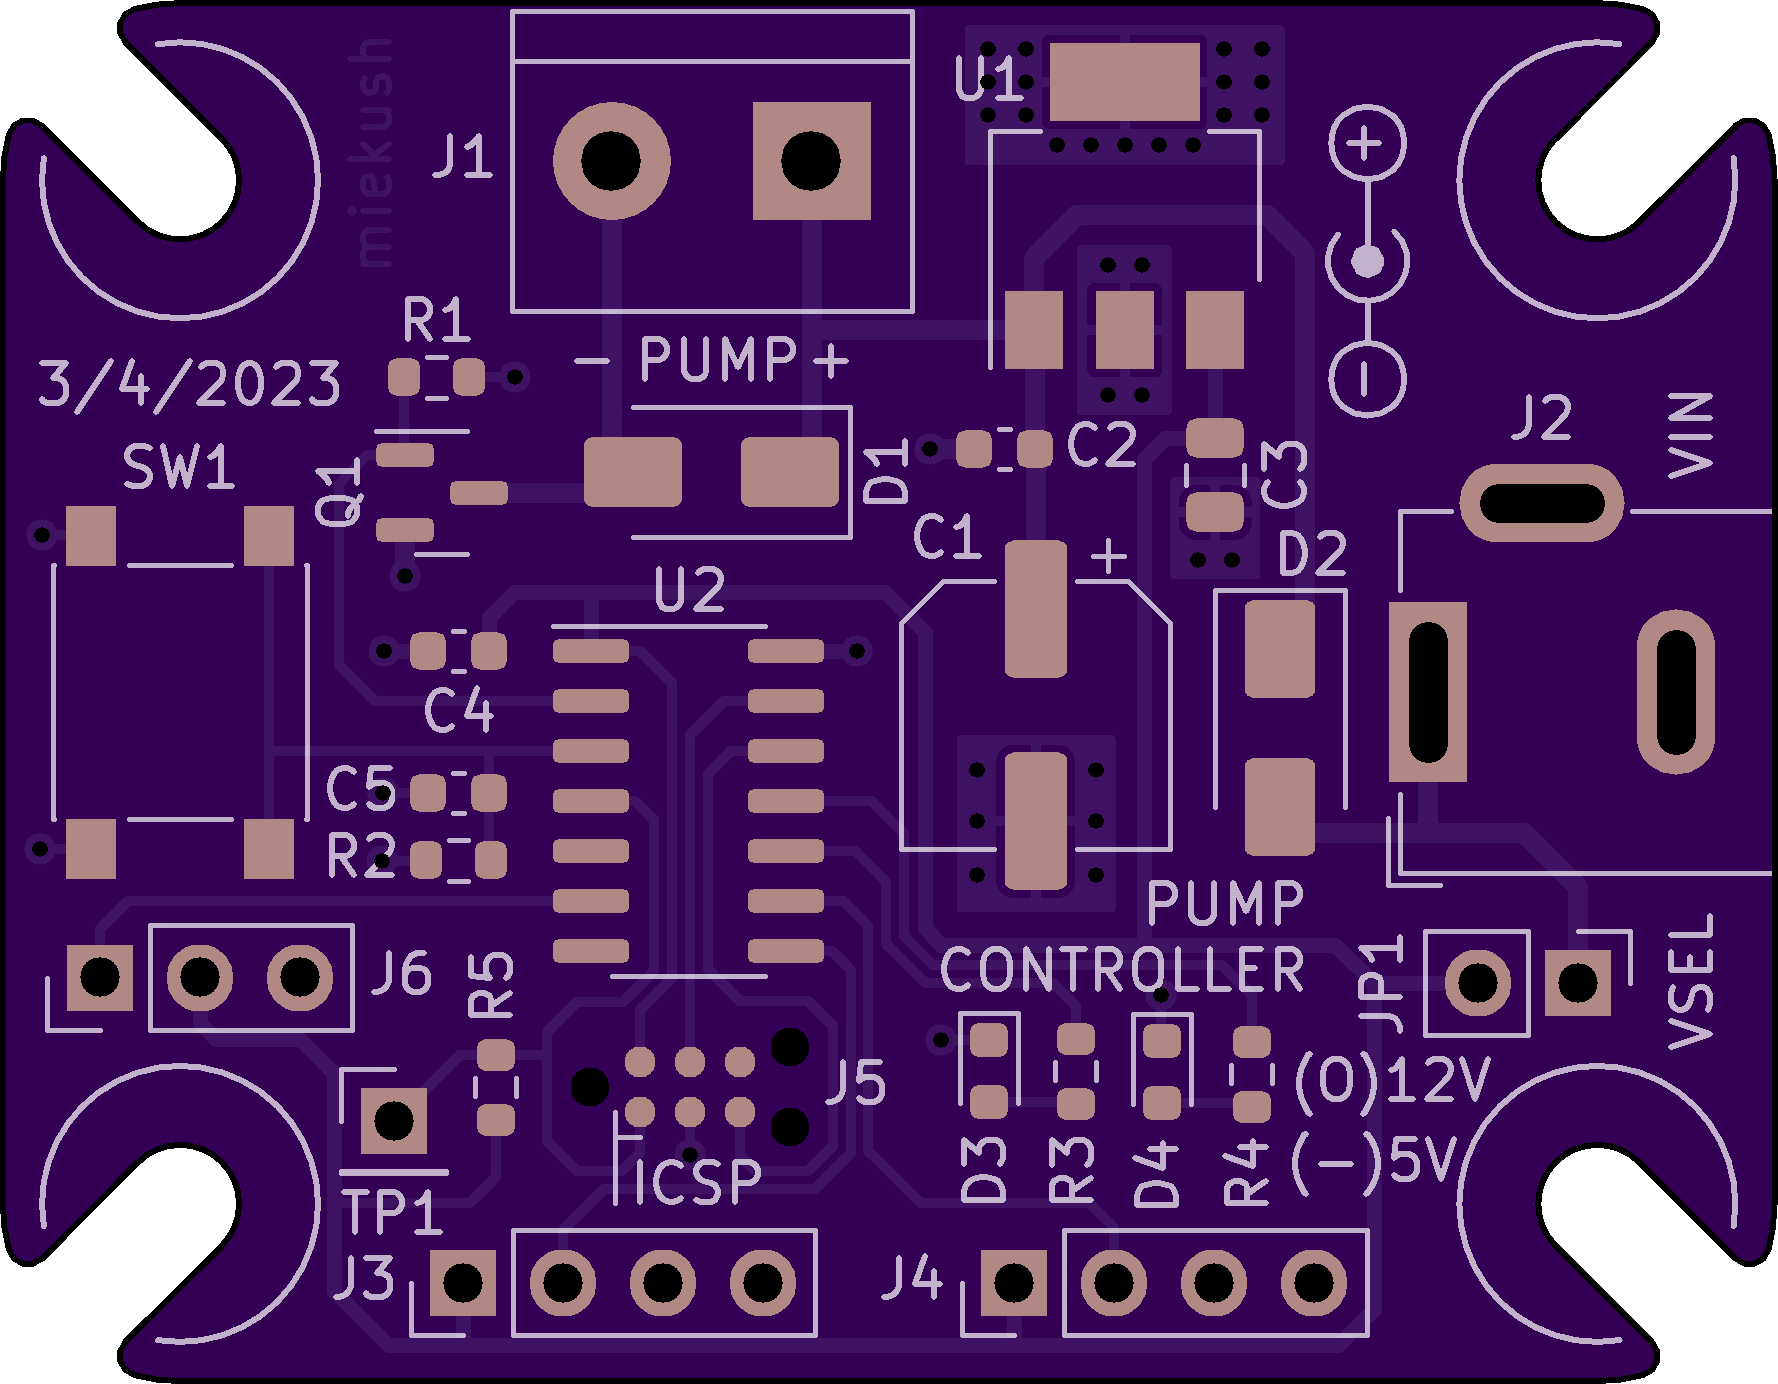 miekush
U1
J1
+
R1
- PUMP +
3/4/2023
-
J2
VIN
SW1
Q1
D1
C2
C3
C1
+
D2
U2
C4
C5
R2
PUMP
CONTROLLER
J6
R5
JP1
VSEL
J5
(O)12V
(-)5V
ICSP
D3
R3
D4
R4
TP1
J3
J4